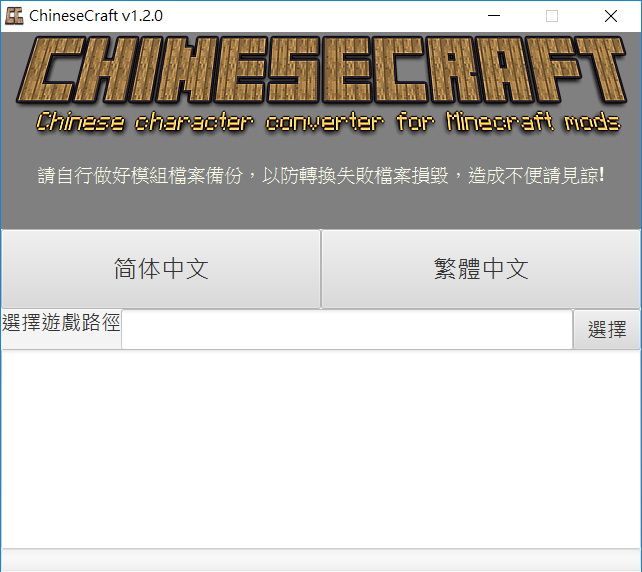 ChineseCraft v1.2.0
CHINESECRAFT
Chinese character converter for Minecraft mods
請自行做好模組檔案備份，以防轉換失敗檔案損毀，造成不便請見諒!
简体中文 繁體中文
選擇遊戲路徑 選擇